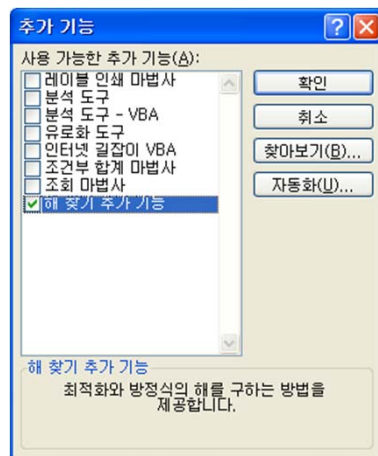 추가 기능
사용 가능한 추가 기능(A):
레이블 인쇄 마법사
분석 도구
분석 도구 - VBA
유로화 도구
인터넷 길잡이 VBA
조건부 합계 마법사
조회 마법사
해 찾기 추가 기능
확인
취소
찾아보기(B)...
자동화(U)...
해 찾기 추가 기능
최적화와 방정식의 해를 구하는 방법을
제공합니다.